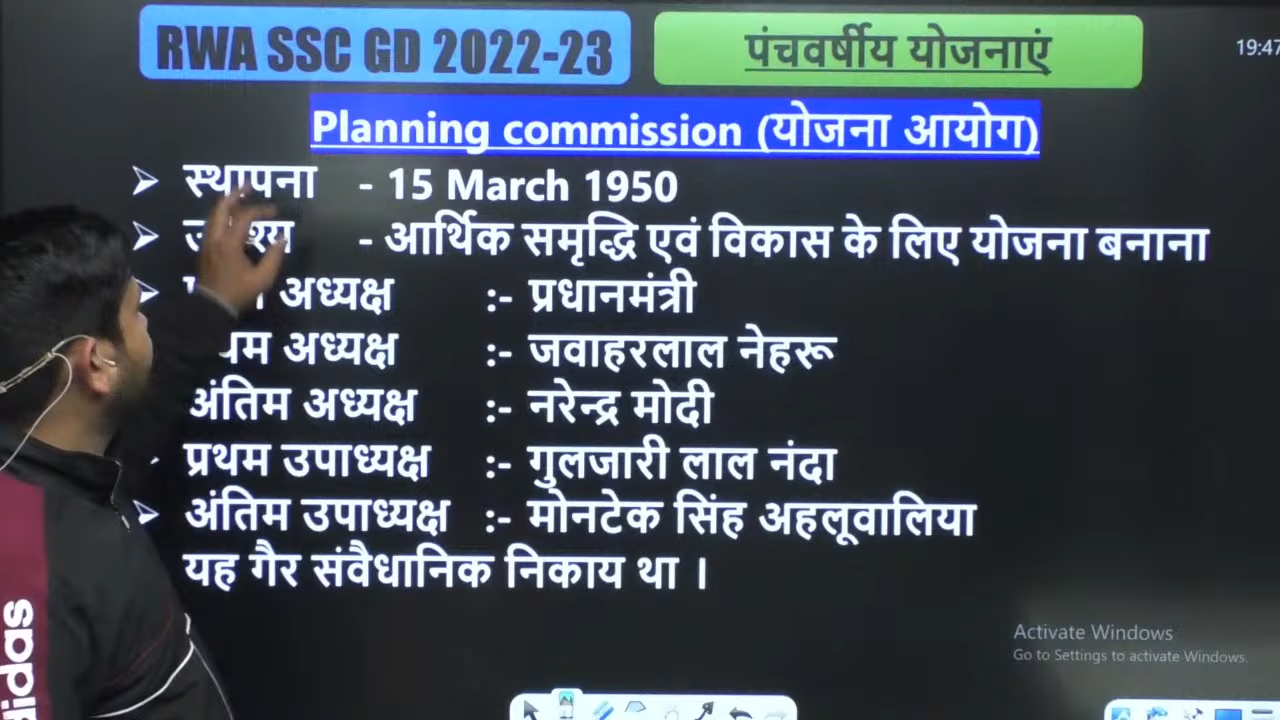 RWA SSC GD 2022-23
पंचवर्षीय योजनाएं
19:47
Planning commission (योजना आयोग)
➢ स्थापना - 15 March 1950
➢ - आर्थिक समृद्धि एवं विकास के लिए योजना बनाना
अध्यक्ष :- प्रधानमंत्री
अध्यक्ष :- जवाहरलाल नेहरू
अंतिम अध्यक्ष :- नरेन्द्र मोदी
प्रथम उपाध्यक्ष :- गुलजारी लाल नंदा
➢ अंतिम उपाध्यक्ष :- मोनटेक सिंह अहलूवालिया
यह गैर संवैधानिक निकाय था ।
Activate Windows
Go to Settings to activate Windows.